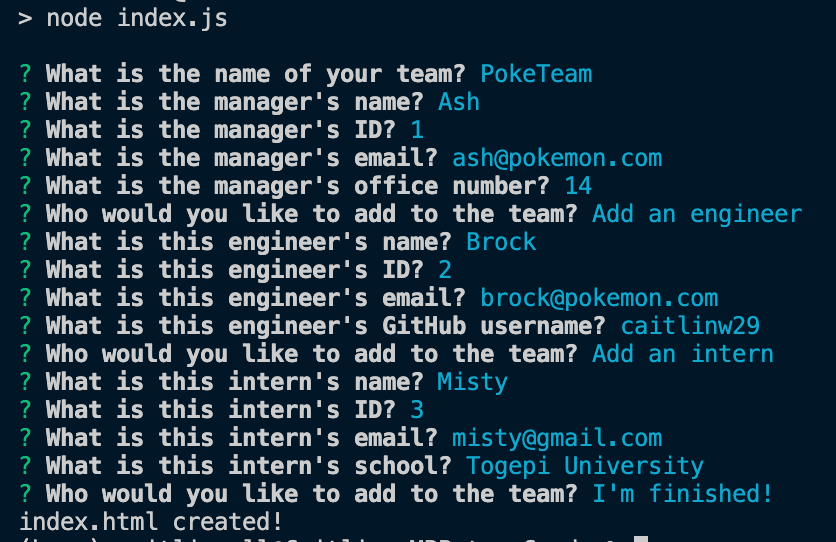 > node index.js
? What is the name of your team? PokeTeam
? What is the manager's name? Ash
? What is the manager's ID? 1
? What is the manager's email? ash@pokemon.com
? What is the manager's office number? 14
? Who would you like to add to the team? Add an engineer
? What is this engineer's name? Brock
? What is this engineer's ID? 2
? What is this engineer's email? brock@pokemon.com
? What is this engineer's GitHub username? caitlinw29
? Who would you like to add to the team? Add an intern
? What is this intern's name? Misty
? What is this intern's ID? 3
? What is this intern's email? misty@gmail.com
? What is this intern's school? Togepi University
? Who would you like to add to the team? I'm finished!
index.html created!